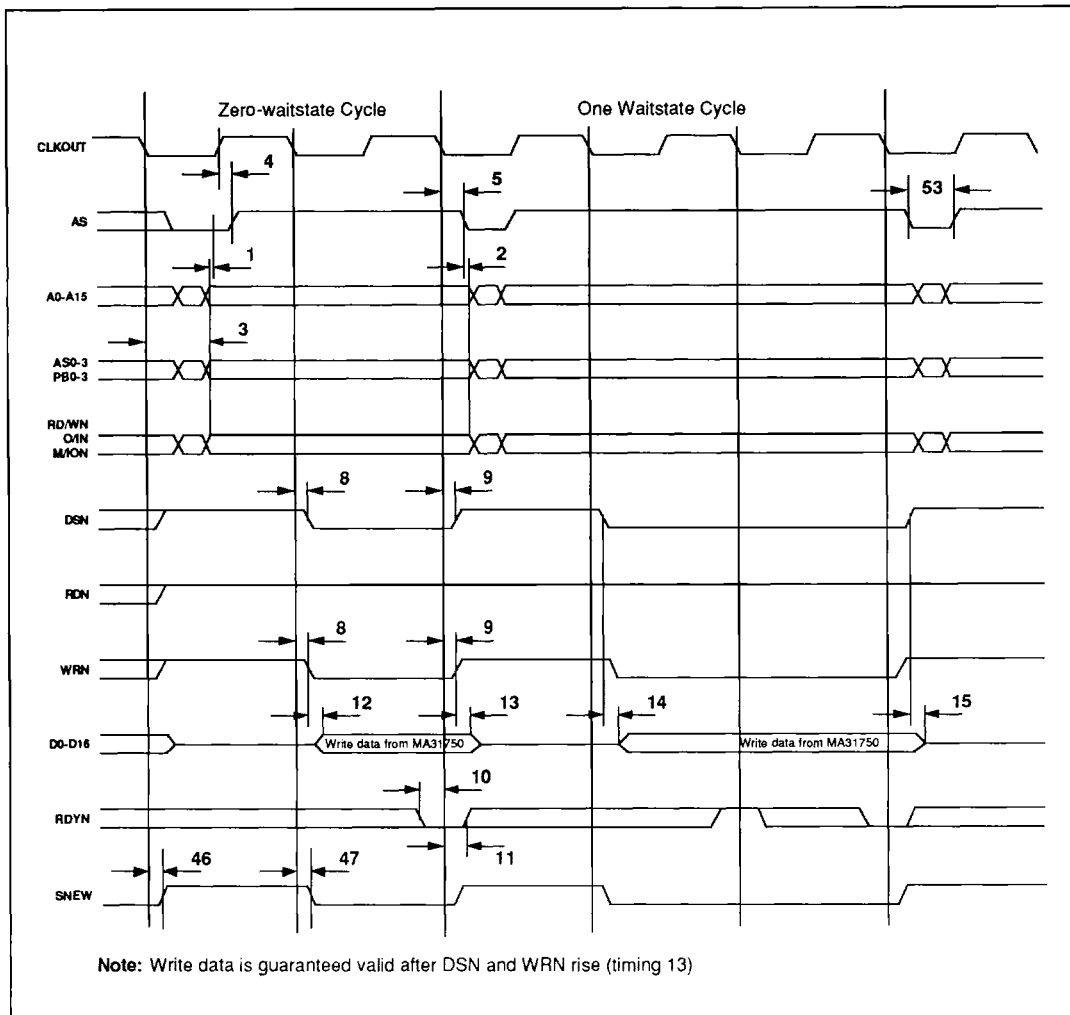 Zero-waitstate Cycle
One Waitstate Cycle
CLKOUT
4
5
53
AS
1
2
A0-A15
3
AS0-3
PB0-3
RD/WN
O/IN
M/ION
8
9
DSN
RDN
8
9
WRN
12
13
14
15
D0-D16
Write data from MA31750
Write data from MA31750
10
RDYN
11
46
47
SNEW
Note: Write data is guaranteed valid after DSN and WRN rise (timing 13)